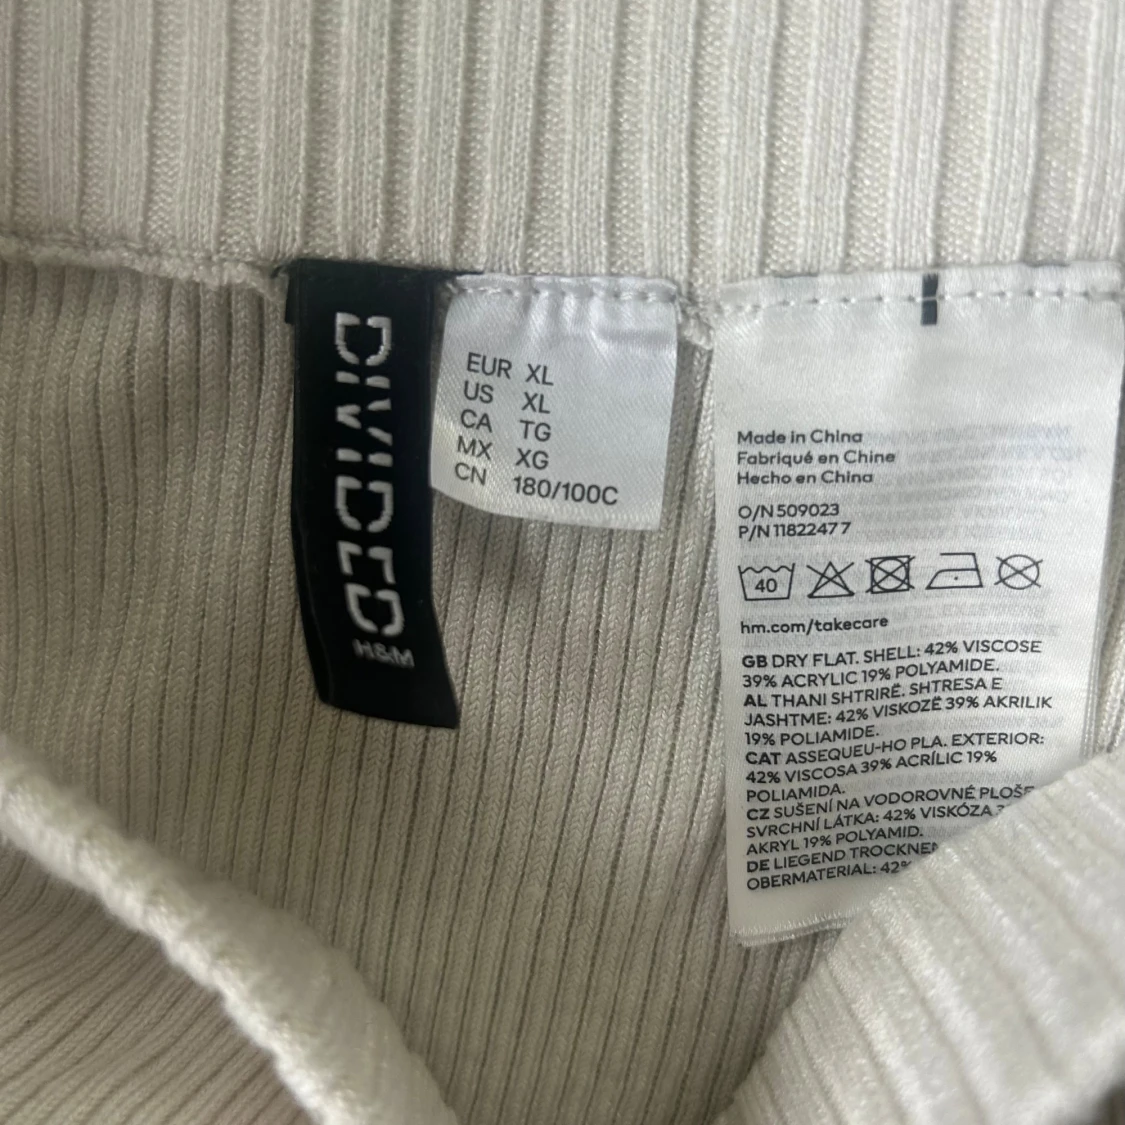 DIVIDED
H&M
EUR XL
US XL
CA TG
MX XG
CN 180/100C
Made in China
Fabriqué en Chine
Hecho en China
O/N 509023
P/N 1182247 7
40
hm.com/takecare
GB DRY FLAT. SHELL: 42% VISCOSE
39% ACRYLIC 19% POLYAMIDE.
AL THANI SHTRIRË. SHTRESA E
JASHTME: 42% VISKOZË 39% AKRILIK
19% POLIAMIDE.
CAT ASSEQUEU-HO PLA. EXTERIOR:
42% VISCOSA 39% ACRÍLIC 19%
POLIAMIDA.
CZ SUŠENÍ NA VODOROVNÉ PLOŠE
SVRCHNÍ LÁTKA: 42% VISKÓZA
AKRYL 19% POLYAMID.
DE LIEGEND
OBERMATERIAL: 42%